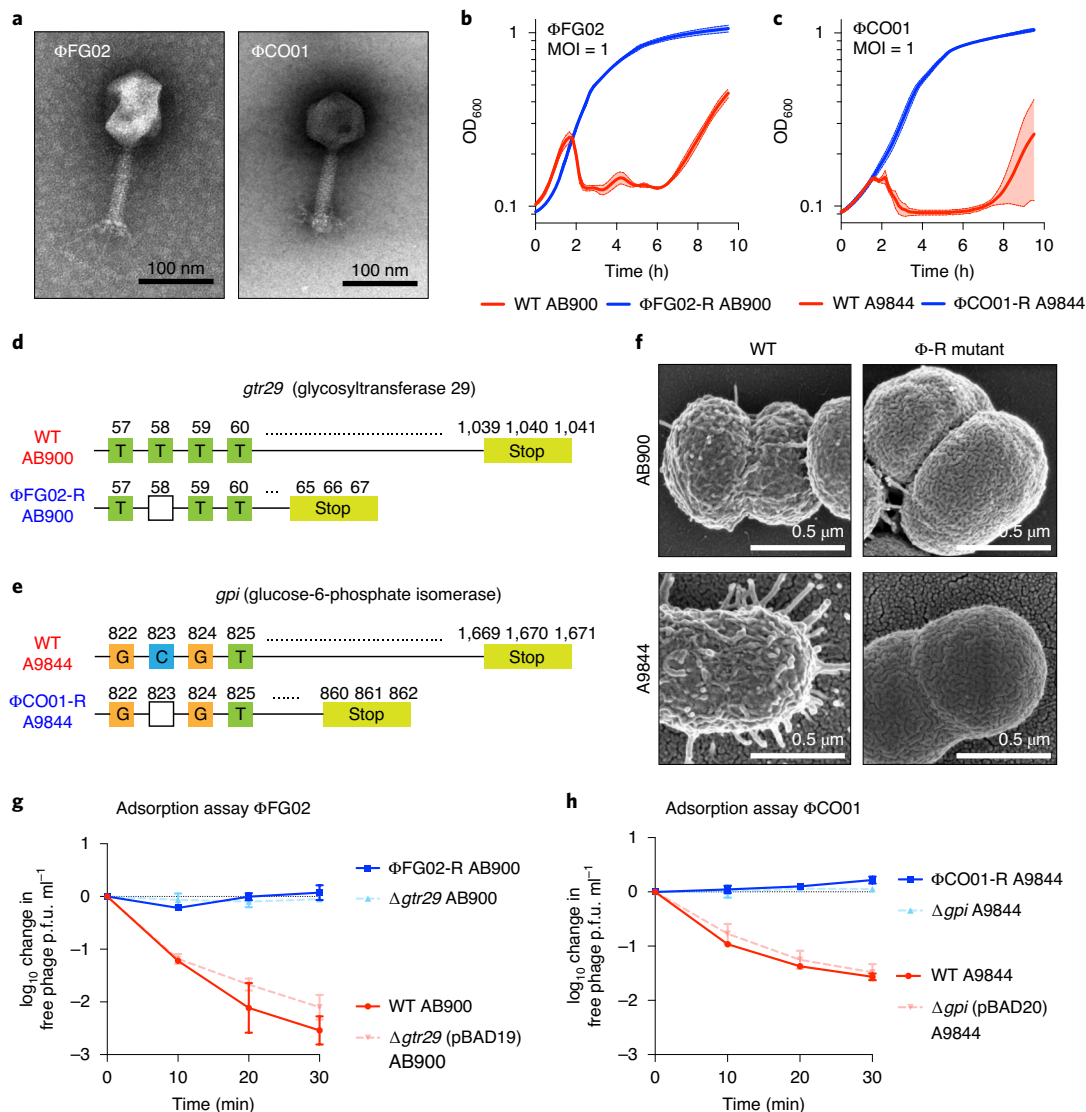 a
ΦFG02
100 nm
ΦCO01
100 nm
b
ΦFG02
MOI = 1
OD600
1
0.1
0 2 4 6 8 10
Time (h)
c
ΦCO01
MOI = 1
OD600
1
0.1
0 2 4 6 8 10
Time (h)
WT AB900 ΦFG02-R AB900 WT A9844 ΦCO01-R A9844
d
gtr29 (glycosyltransferase 29)
57 58 59 60 1,039 1,040 1,041
WT
AB900
T T T T Stop
57 58 59 60 65 66 67
ΦFG02-R
AB900
T T T Stop
e
gpi (glucose-6-phosphate isomerase)
822 823 824 825 1,669 1,670 1,671
WT
A9844
G C G T Stop
822 823 824 825 860 861 862
ΦCO01-R
A9844
G G T Stop
f
WT Φ-R mutant
AB900
0.5 μm 0.5 μm
A9844
0.5 μm 0.5 μm
g
Adsorption assay ΦFG02
log10 change in
free phage p.f.u. ml−1
1
0
−1
−2
−3
0 10 20 30
Time (min)
ΦFG02-R AB900
Δgtr29 AB900
WT AB900
Δgtr29 (pBAD19)
AB900
h
Adsorption assay ΦCO01
log10 change in
free phage p.f.u. ml−1
1
0
−1
−2
−3
0 10 20 30
Time (min)
ΦCO01-R A9844
Δgpi A9844
WT A9844
Δgpi (pBAD20)
A9844